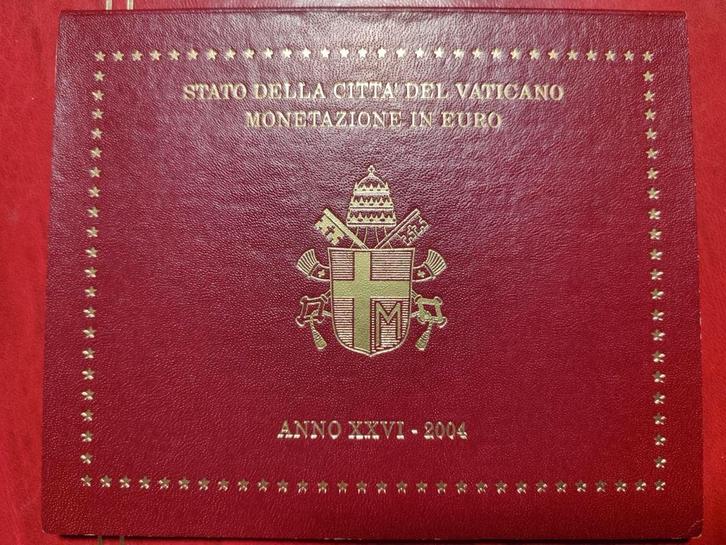 STATO DELLA CITTA' DEL VATICANO
MONETAZIONE IN EURO
M
ANNO XXVI - 2004